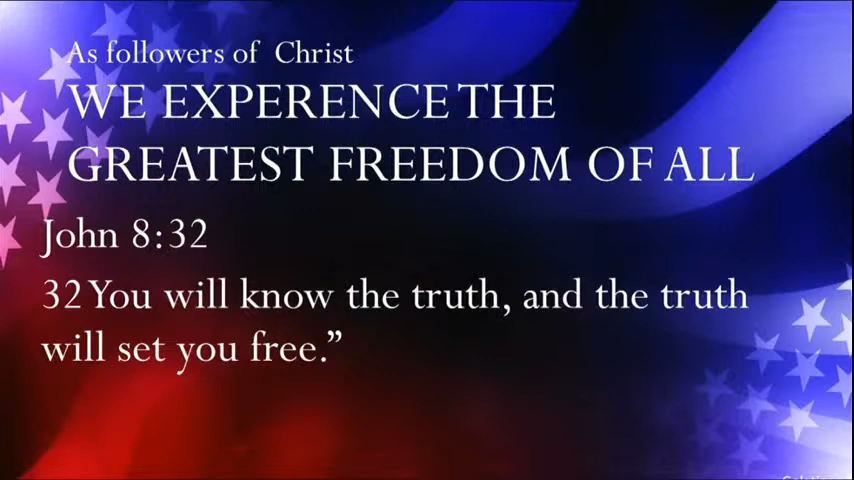 As followers of Christ
WE EXPERENCE THE
GREATEST FREEDOM OF ALL
John 8:32
32 You will know the truth, and the truth
will set you free.”